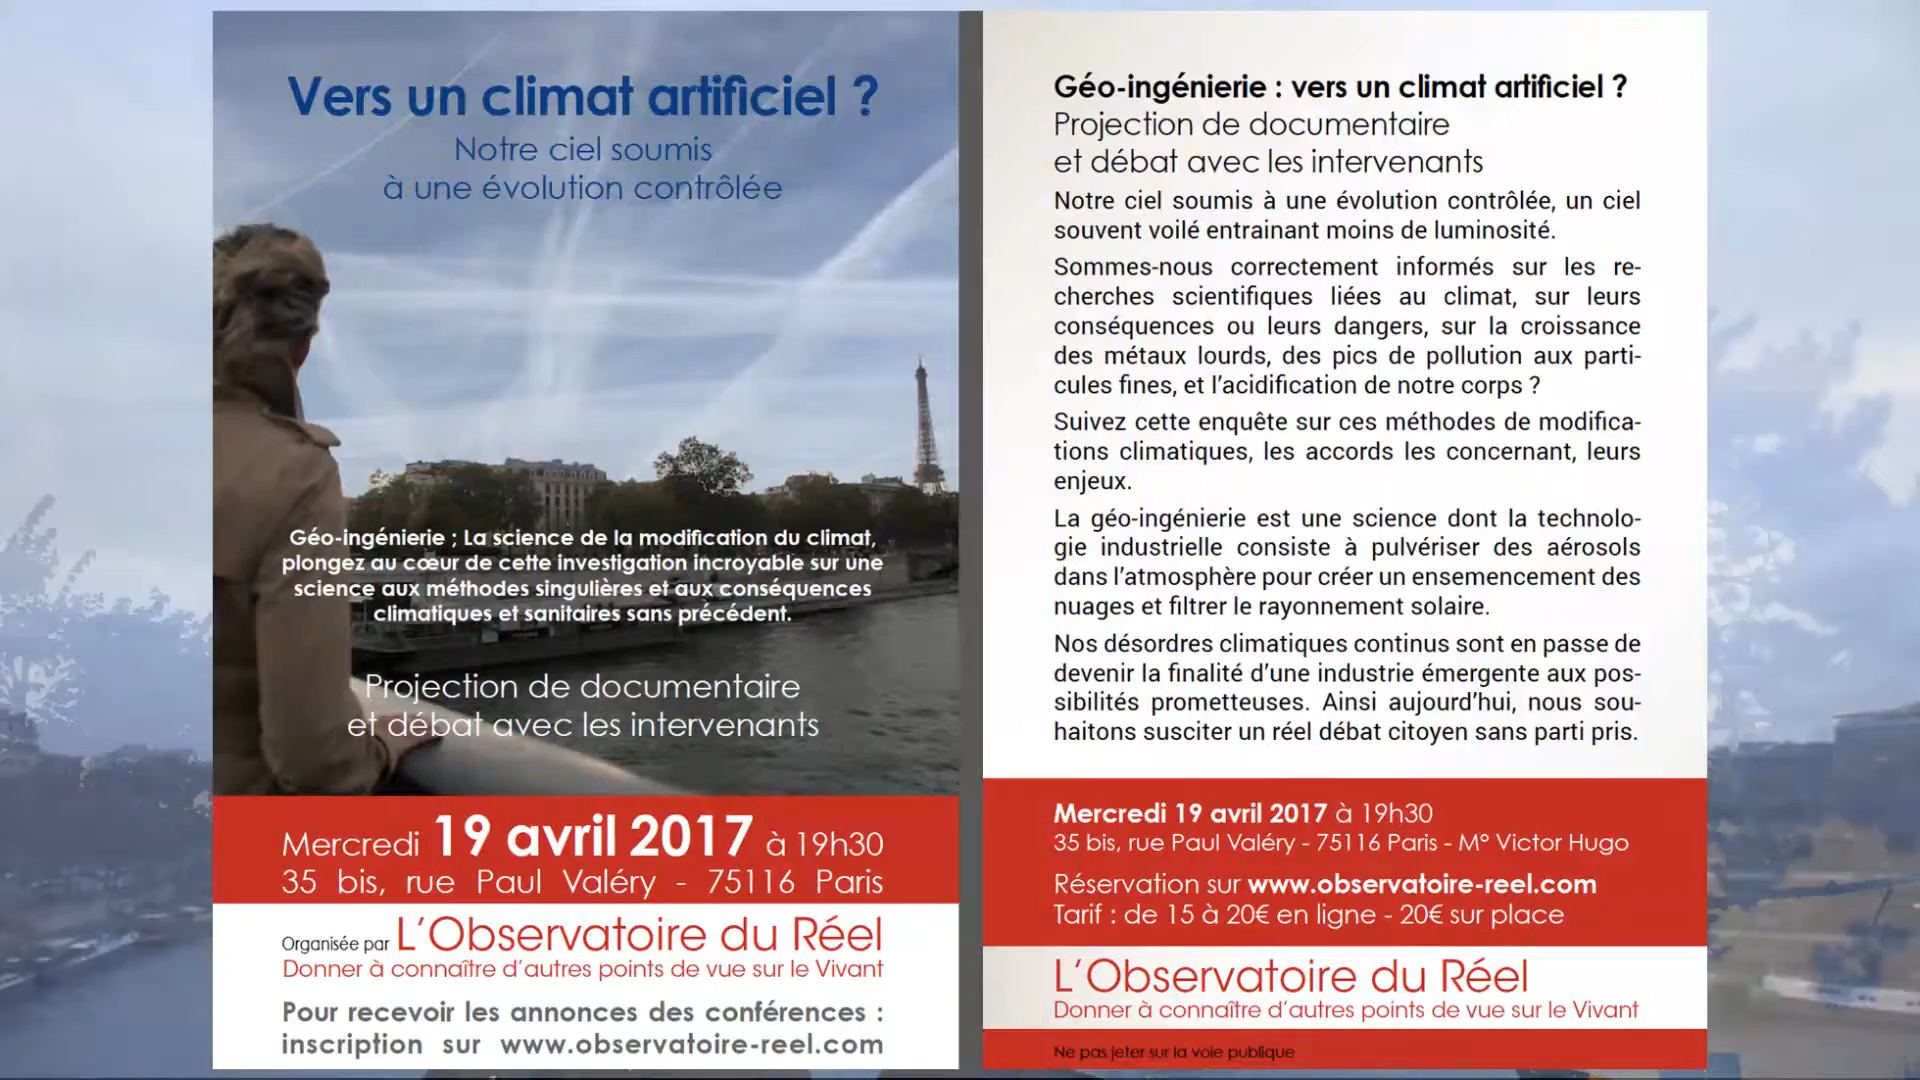 Vers un climat artificiel ?
Notre ciel soumis
à une évolution contrôlée
Géo-ingénierie ; La science de la modification du climat,
plongez au cœur de cette investigation incroyable sur une
science aux méthodes singulières et aux conséquences
climatiques et sanitaires sans précédent.
Projection de documentaire
et débat avec les intervenants
Mercredi 19 avril 2017 à 19h30
35 bis, rue Paul Valéry - 75116 Paris
Organisée par L'Observatoire du Réel
Donner à connaître d'autres points de vue sur le Vivant
Pour recevoir les annonces des conférences :
inscription sur www.observatoire-reel.com
Géo-ingénierie : vers un climat artificiel ?
Projection de documentaire
et débat avec les intervenants
Notre ciel soumis à une évolution contrôlée, un ciel
souvent voilé entrainant moins de luminosité.
Sommes-nous correctement informés sur les re-
cherches scientifiques liées au climat, sur leurs
conséquences ou leurs dangers, sur la croissance
des métaux lourds, des pics de pollution aux parti-
cules fines, et l'acidification de notre corps ?
Suivez cette enquête sur ces méthodes de modifica-
tions climatiques, les accords les concernant, leurs
enjeux.
La géo-ingénierie est une science dont la technolo-
gie industrielle consiste à pulvériser des aérosols
dans l'atmosphère pour créer un ensemencement des
nuages et filtrer le rayonnement solaire.
Nos désordres climatiques continus sont en passe de
devenir la finalité d'une industrie émergente aux pos-
sibilités prometteuses. Ainsi aujourd'hui, nous sou-
haitons susciter un réel débat citoyen sans parti pris.
Mercredi 19 avril 2017 à 19h30
35 bis, rue Paul Valéry - 75116 Paris - M° Victor Hugo
Réservation sur www.observatoire-reel.com
Tarif : de 15 à 20€ en ligne - 20€ sur place
L'Observatoire du Réel
Donner à connaître d'autres points de vue sur le Vivant
Ne pas jeter sur la voie publique